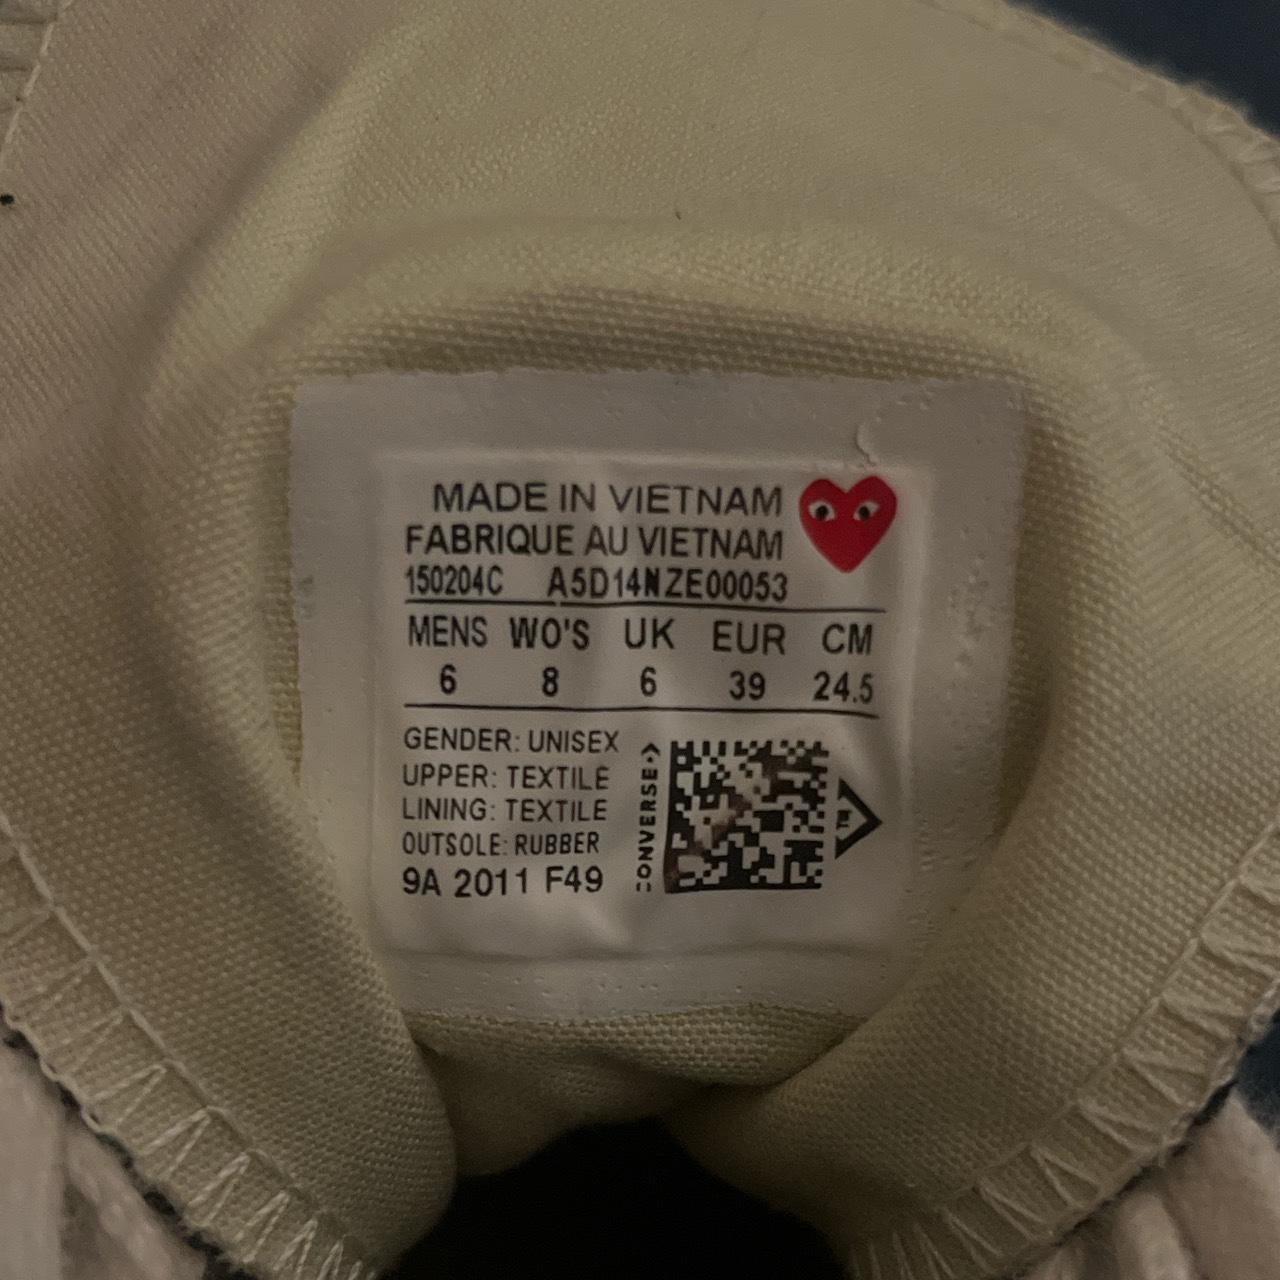 MADE IN VIETNAM
FABRIQUE AU VIETNAM
150204C A5D14NZE00053
MENS WO'S UK EUR CM
6 8 6 39 24.5
GENDER: UNISEX
UPPER: TEXTILE
LINING: TEXTILE
OUTSOLE: RUBBER
9A 2011 F49
CONVERSE
TM